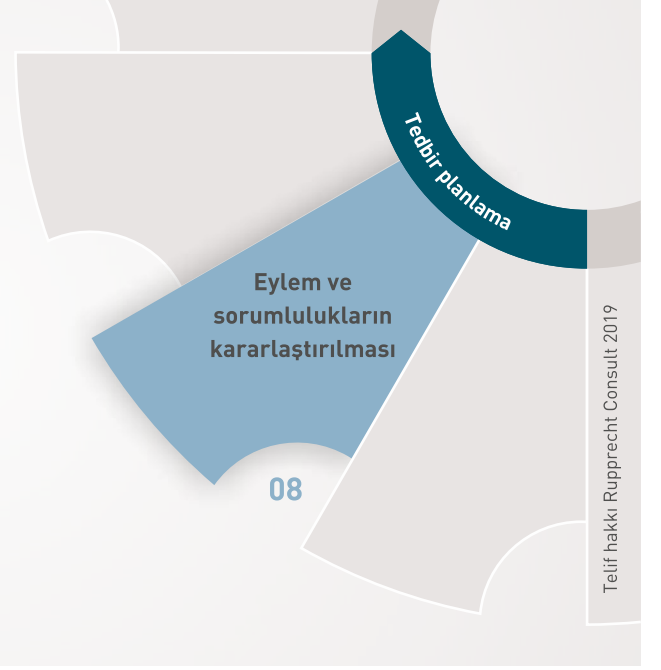 Tedbir planlama
Eylem ve
sorumlulukların
kararlaştırılması
08
Telif hakkı Rupprecht Consult 2019